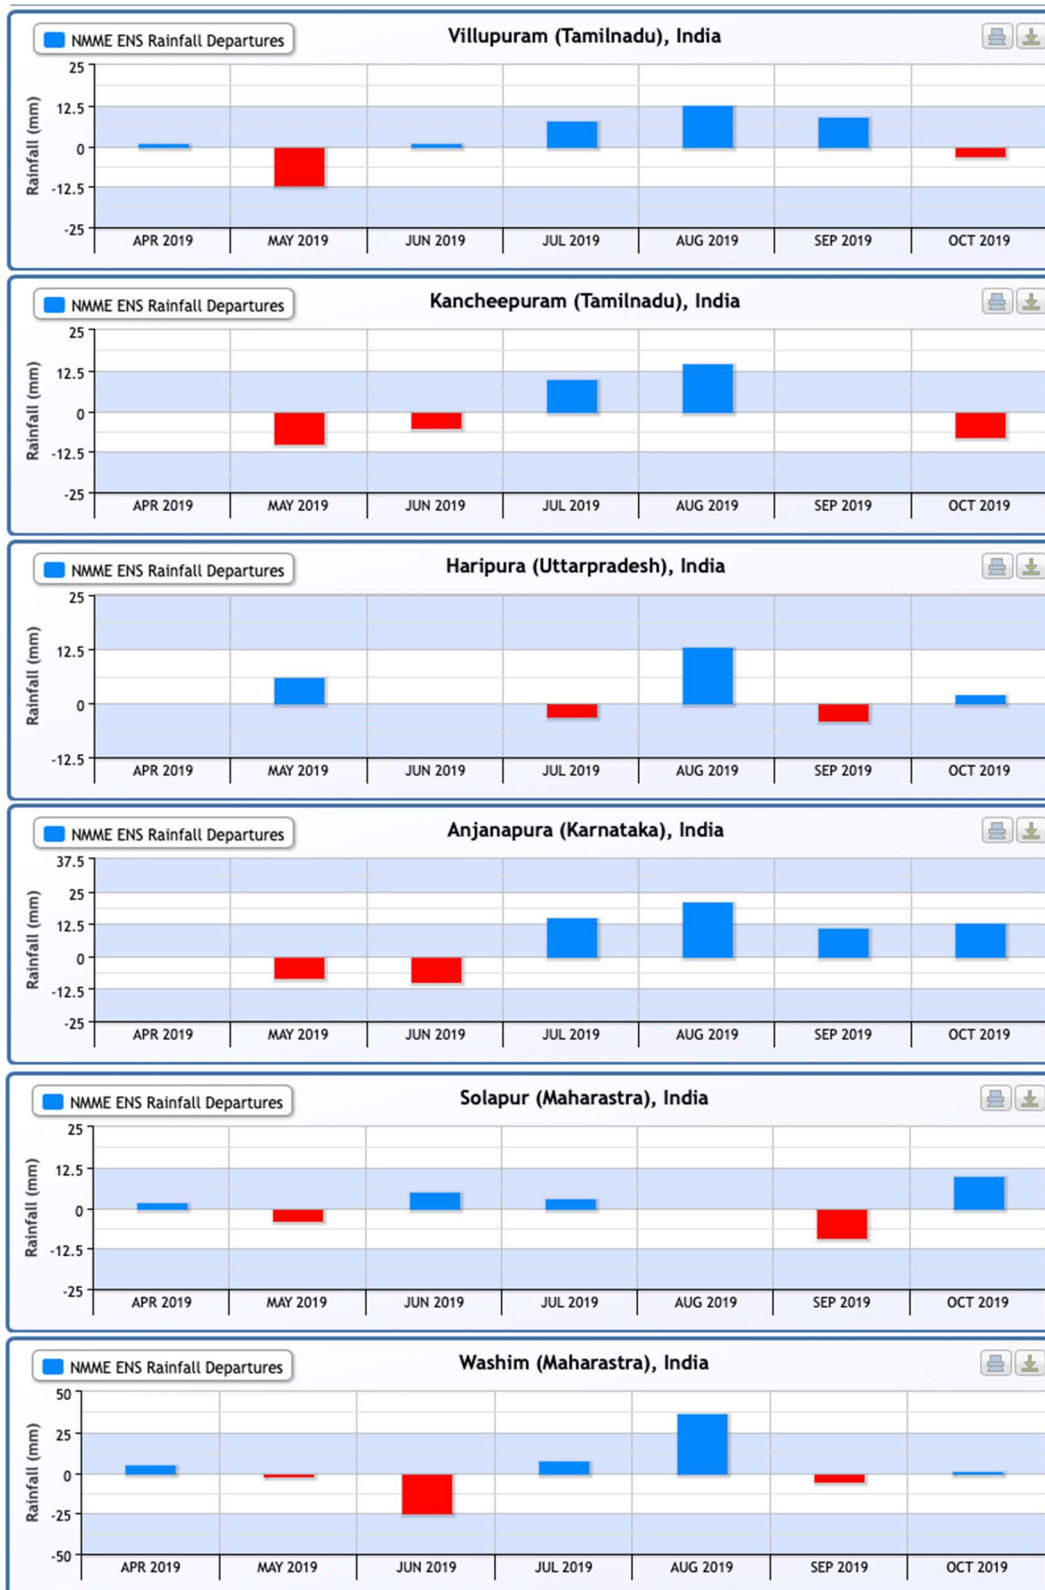 NMME ENS Rainfall Departures
Villupuram (Tamilnadu), India
Rainfall (mm)
25
12.5
0
-12.5
-25
APR 2019 MAY 2019 JUN 2019 JUL 2019 AUG 2019 SEP 2019 OCT 2019
NMME ENS Rainfall Departures
Kancheepuram (Tamilnadu), India
Rainfall (mm)
25
12.5
0
-12.5
-25
APR 2019 MAY 2019 JUN 2019 JUL 2019 AUG 2019 SEP 2019 OCT 2019
NMME ENS Rainfall Departures
Haripura (Uttarpradesh), India
Rainfall (mm)
25
12.5
0
-12.5
APR 2019 MAY 2019 JUN 2019 JUL 2019 AUG 2019 SEP 2019 OCT 2019
NMME ENS Rainfall Departures
Anjanapura (Karnataka), India
Rainfall (mm)
37.5
25
12.5
0
-12.5
-25
APR 2019 MAY 2019 JUN 2019 JUL 2019 AUG 2019 SEP 2019 OCT 2019
NMME ENS Rainfall Departures
Solapur (Maharastra), India
Rainfall (mm)
25
12.5
0
-12.5
-25
APR 2019 MAY 2019 JUN 2019 JUL 2019 AUG 2019 SEP 2019 OCT 2019
NMME ENS Rainfall Departures
Washim (Maharastra), India
Rainfall (mm)
50
25
0
-25
-50
APR 2019 MAY 2019 JUN 2019 JUL 2019 AUG 2019 SEP 2019 OCT 2019